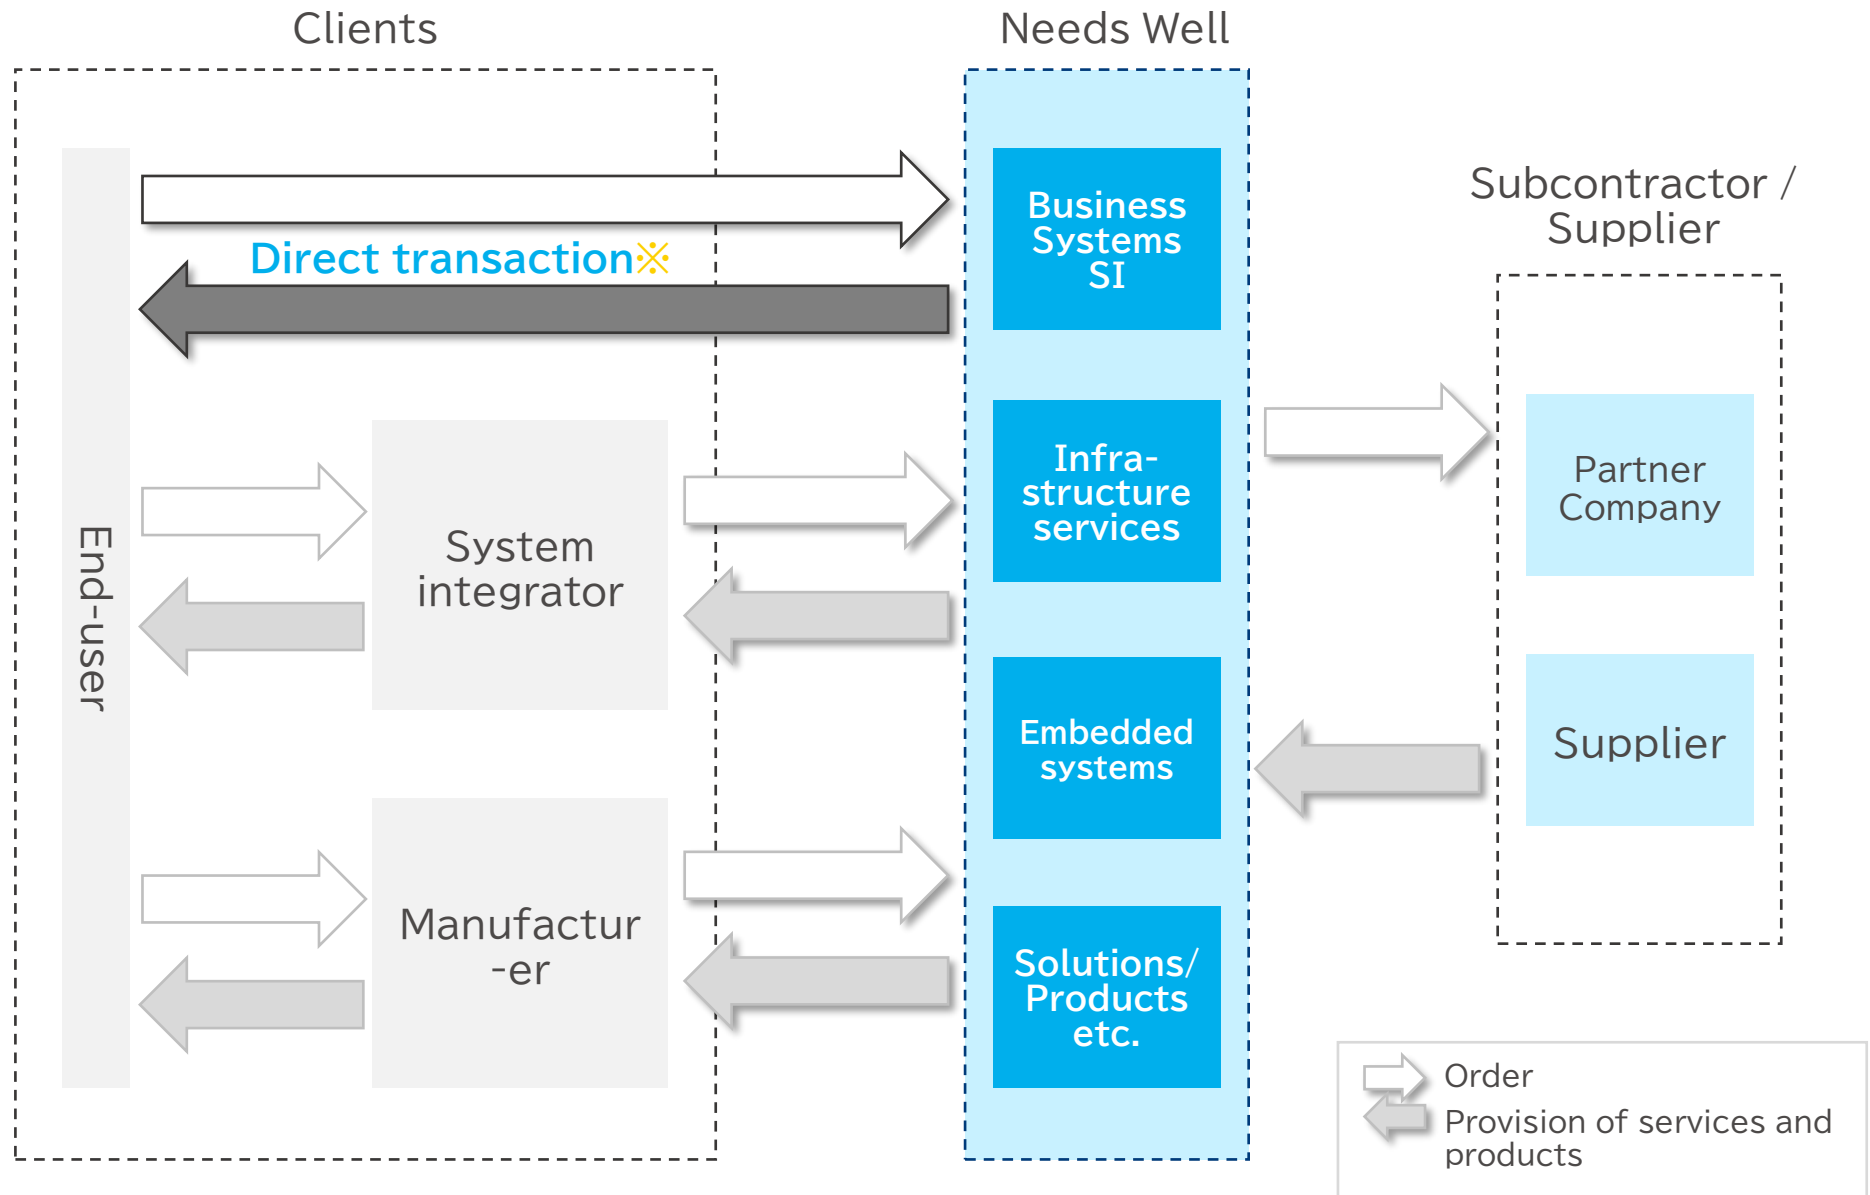 Clients
Needs Well
Subcontractor /
Supplier
Direct transaction※
End-user
System
integrator
Manufactur
-er
Business
Systems
SI
Infra-
structure
services
Embedded
systems
Solutions/
Products
etc.
Partner
Company
Supplier
Order
Provision of services and
products